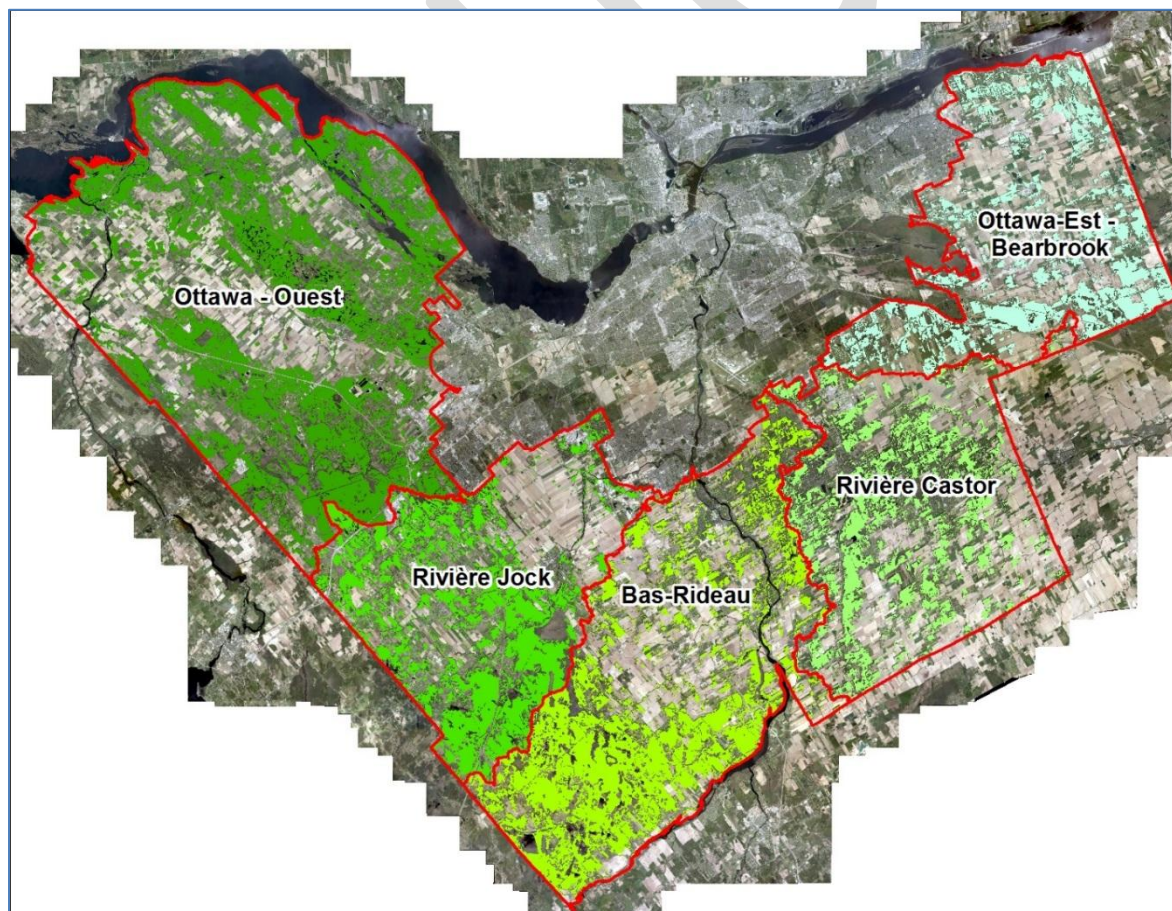 Ottawa-Est -
Bearbrook
Ottawa - Ouest
Rivière Castor
Rivière Jock
Bas-Rideau